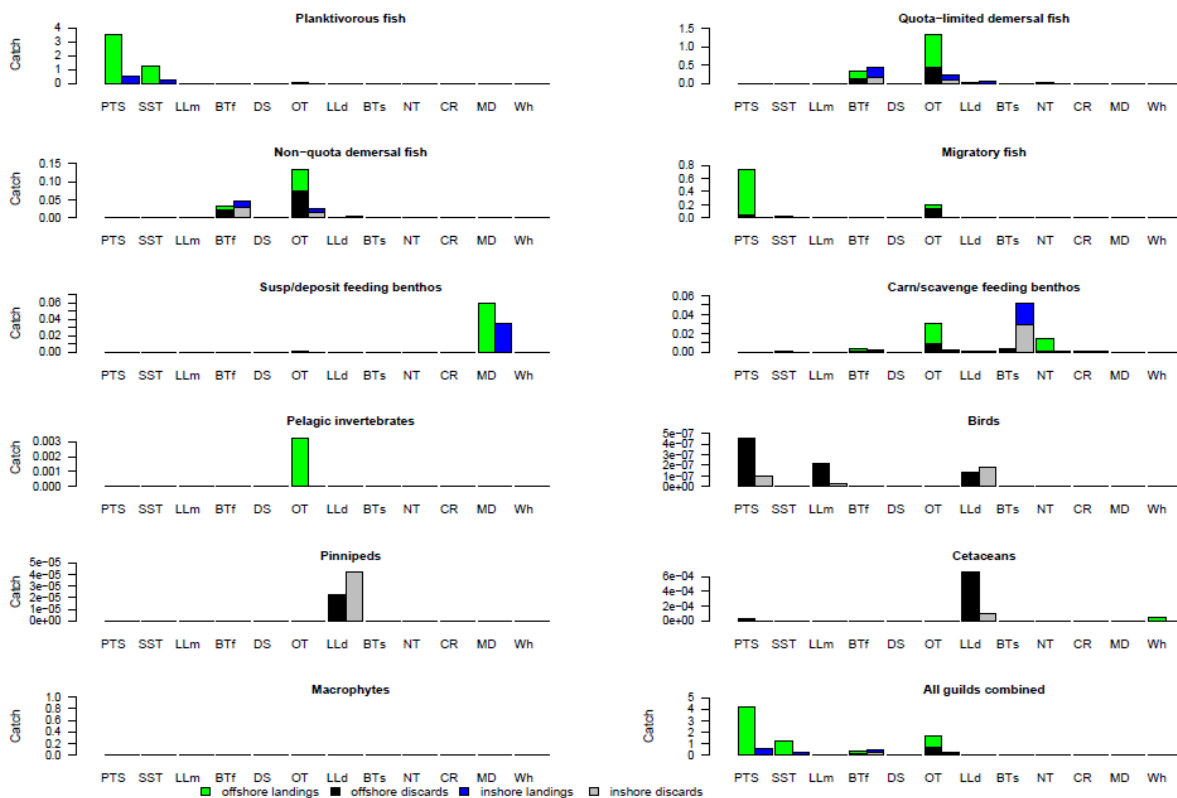 Planktivorous fish
Catch
4
3
2
1
0
PTS SST LLm BTf DS OT LLd BTs NT CR MD Wh
Quota−limited demersal fish
1.5
1.0
0.5
0.0
PTS SST LLm BTf DS OT LLd BTs NT CR MD Wh
Non−quota demersal fish
Catch
0.15
0.10
0.05
0.00
PTS SST LLm BTf DS OT LLd BTs NT CR MD Wh
Migratory fish
0.8
0.6
0.4
0.2
0.0
PTS SST LLm BTf DS OT LLd BTs NT CR MD Wh
Susp/deposit feeding benthos
Catch
0.06
0.04
0.02
0.00
PTS SST LLm BTf DS OT LLd BTs NT CR MD Wh
Carn/scavenge feeding benthos
0.06
0.04
0.02
0.00
PTS SST LLm BTf DS OT LLd BTs NT CR MD Wh
Pelagic invertebrates
Catch
0.003
0.002
0.001
0.000
PTS SST LLm BTf DS OT LLd BTs NT CR MD Wh
Birds
5e−07
4e−07
3e−07
2e−07
1e−07
0e+00
PTS SST LLm BTf DS OT LLd BTs NT CR MD Wh
Pinnipeds
Catch
5e−05
4e−05
3e−05
2e−05
1e−05
0e+00
PTS SST LLm BTf DS OT LLd BTs NT CR MD Wh
Cetaceans
6e−04
4e−04
2e−04
0e+00
PTS SST LLm BTf DS OT LLd BTs NT CR MD Wh
Macrophytes
Catch
1.0
0.8
0.6
0.4
0.2
0.0
PTS SST LLm BTf DS OT LLd BTs NT CR MD Wh
All guilds combined
Catch
5
4
3
2
1
0
PTS SST LLm BTf DS OT LLd BTs NT CR MD Wh
offshore landings offshore discards inshore landings inshore discards